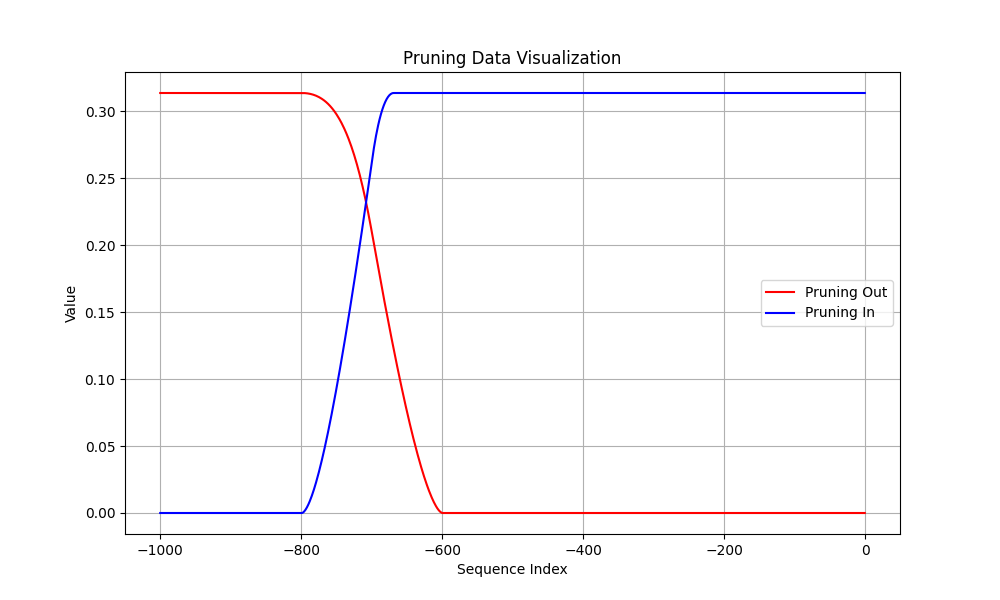 Pruning Data Visualization
0.30
0.25
0.20
0.15
0.10
0.05
0.00
Value
Pruning Out
Pruning In
−1000 −800 −600 −400 −200 0
Sequence Index